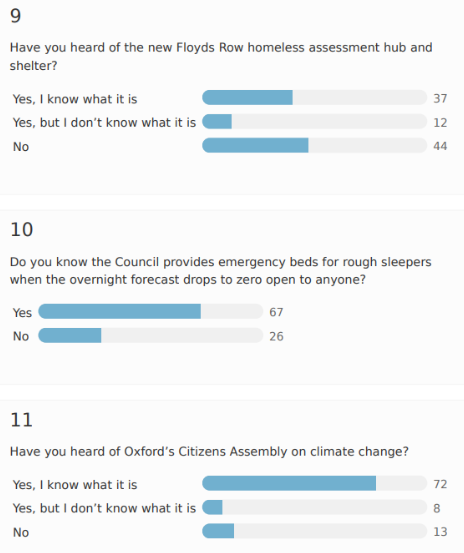 9
Have you heard of the new Floyds Row homeless assessment hub and
shelter?
Yes, I know what it is 37
Yes, but I don’t know what it is 12
No 44
10
Do you know the Council provides emergency beds for rough sleepers
when the overnight forecast drops to zero open to anyone?
Yes 67
No 26
11
Have you heard of Oxford’s Citizens Assembly on climate change?
Yes, I know what it is 72
Yes, but I don’t know what it is 8
No 13